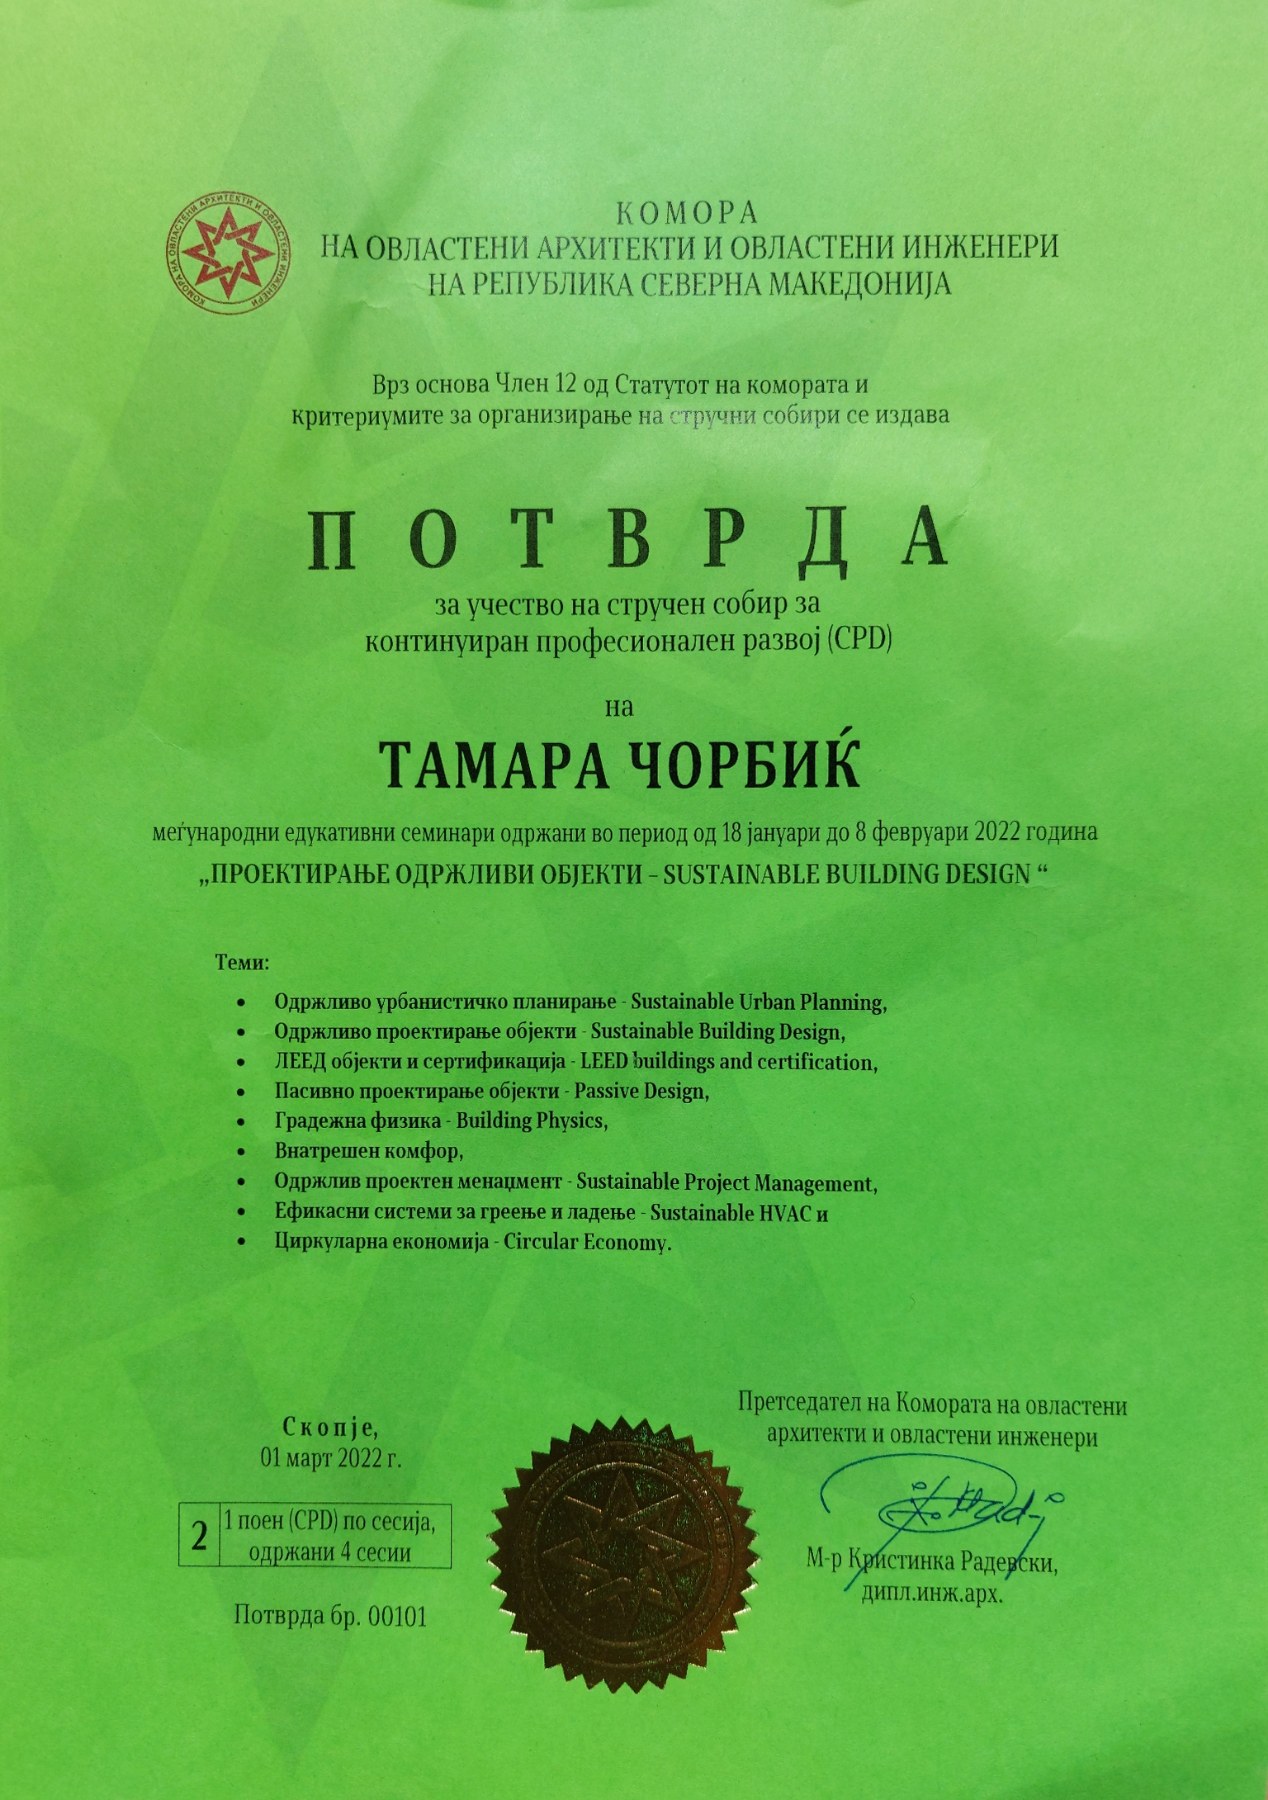 КОМОРА НА ОВЛАСТЕНИ АРХИТЕКТИ И ОВЛАСТЕНИ ИНЖЕНЕРИ
КОМОРА
НА ОВЛАСТЕНИ АРХИТЕКТИ И ОВЛАСТЕНИ ИНЖЕНЕРИ
НА РЕПУБЛИКА СЕВЕРНА МАКЕДОНИЈА
Врз основа Член 12 од Статутот на комората и
критериумите за организирање на стручни собири се издава
ПОТВРДА
за учество на стручен собир за
континуиран професионален развој (CPD)
на
ТАМАРА ЧОРБИЌ
меѓународни едукативни семинари одржани во период од 18 јануари до 8 февруари 2022 година
„ПРОЕКТИРАЊЕ ОДРЖЛИВИ ОБЈЕКТИ – SUSTAINABLE BUILDING DESIGN “
Теми:
• Одржливо урбанистичко планирање - Sustainable Urban Planning,
• Одржливо проектирање објекти - Sustainable Building Design,
• ЛЕЕД објекти и сертификација - LEED buildings and certification,
• Пасивно проектирање објекти - Passive Design,
• Градежна физика - Building Physics,
• Внатрешен комфор,
• Одржлив проектен менаџмент - Sustainable Project Management,
• Ефикасни системи за греење и ладење - Sustainable HVAC и
• Циркуларна економија - Circular Economy.
Скопје,
01 март 2022 г.
2 1 поен (CPD) по сесија,
одржани 4 сесии
Потврда бр. 00101
Претседател на Комората на овластени
архитекти и овластени инженери
М-р Кристинка Радевски,
дипл.инж.арх.